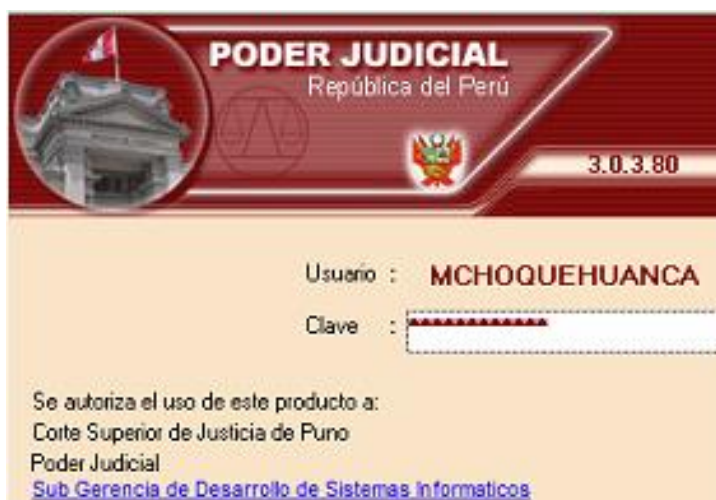 PODER JUDICIAL
República del Perú
3.0.3.80
Usuario : MCHOQUEHUANCA
Clave : ************
Se autoriza el uso de este producto a:
Corte Superior de Justicia de Puno
Poder Judicial
Sub Gerencia de Desarrollo de Sistemas Informaticos